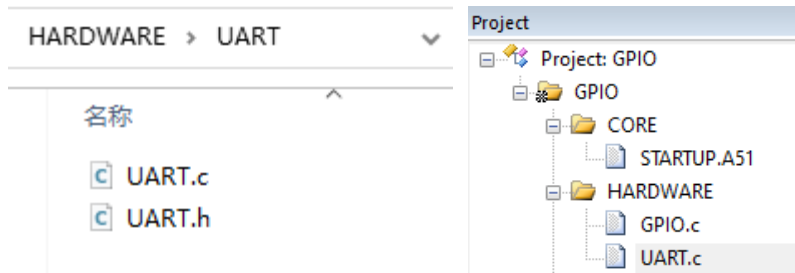 HARDWARE > UART
名称
UART.c
UART.h
Project
Project: GPIO
GPIO
CORE
STARTUP.A51
HARDWARE
GPIO.c
UART.c